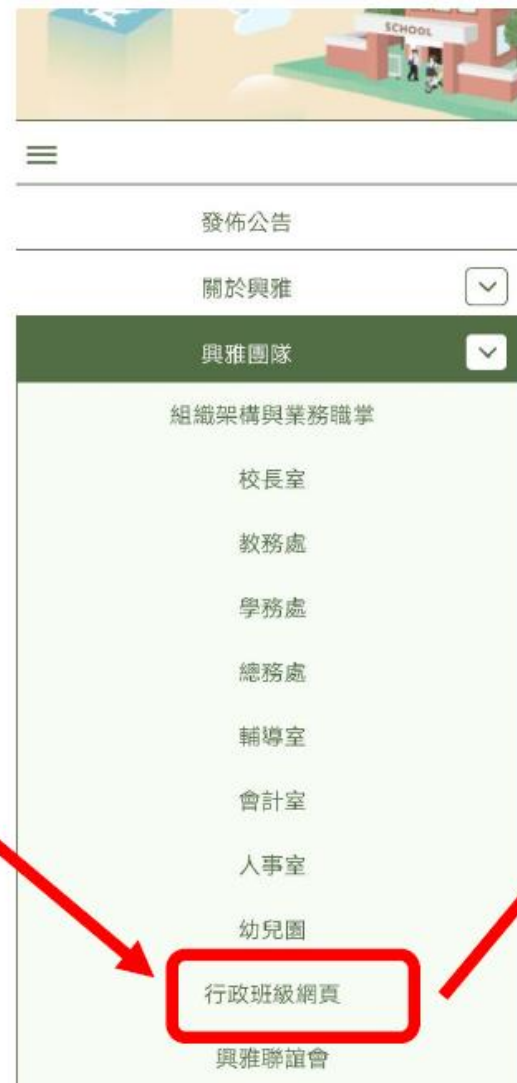 SCHOOL
發佈公告
關於興雅
興雅團隊
組織架構與業務職掌
校長室
教務處
學務處
總務處
輔導室
會計室
人事室
幼兒園
行政班級網頁
興雅聯誼會